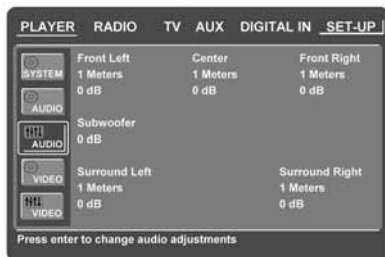 PLAYER RADIO TV AUX DIGITAL IN SET-UP
SYSTEM
AUDIO
AUDIO
VIDEO
VIDEO
Front Left Center Front Right
1 Meters 1 Meters 1 Meters
0 dB 0 dB 0 dB
Subwoofer
0 dB
Surround Left Surround Right
1 Meters 1 Meters
0 dB 0 dB
Press enter to change audio adjustments